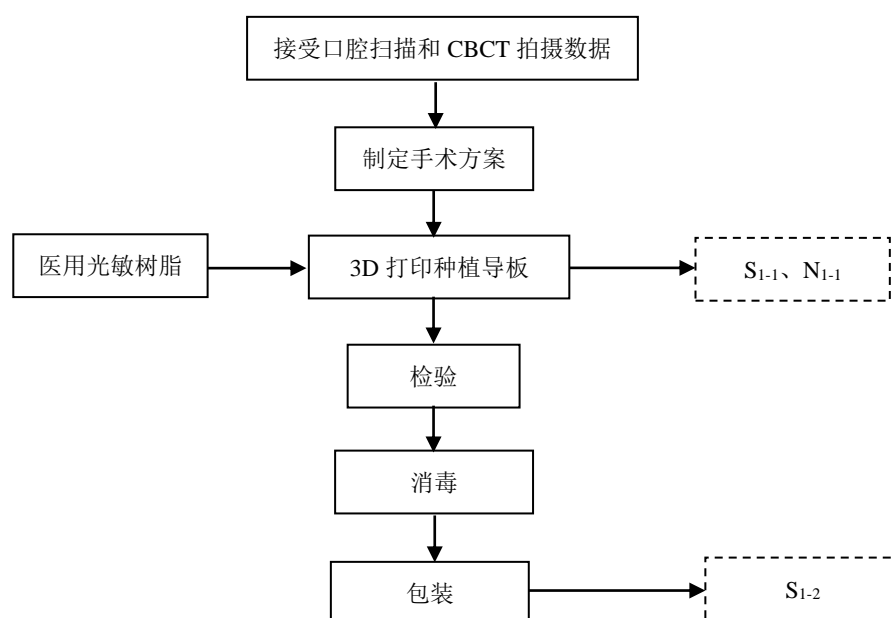 接受口腔扫描和 CBCT 拍摄数据
制定手术方案
医用光敏树脂
3D 打印种植导板
S1-1、N1-1
检验
消毒
包装
S1-2